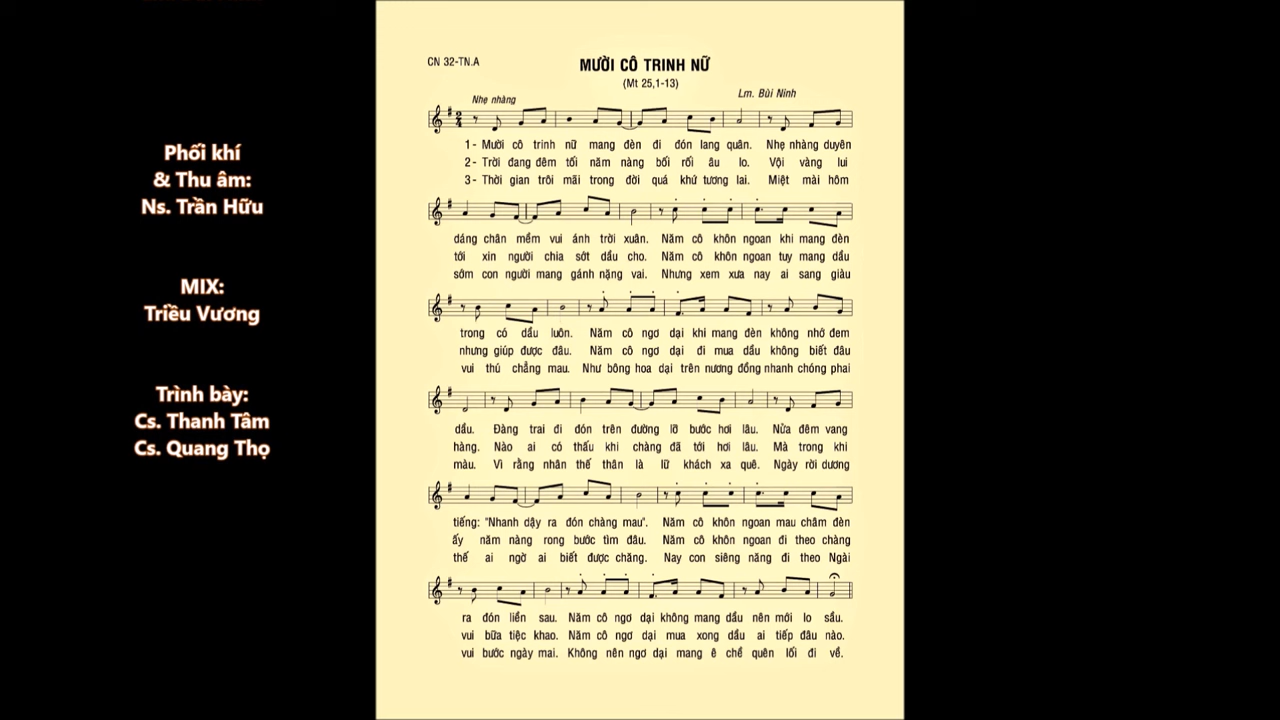 Phối khí
& Thu âm:
Ns. Trần Hữu
MIX:
Triều Vương
Trình bày:
Cs. Thanh Tâm
Cs. Quang Thọ
CN 32-TN.A
MƯỜI CÔ TRINH NỮ
(Mt 25,1-13)
Lm. Bùi Ninh
Nhẹ nhàng
1- Mười cô trinh nữ mang đèn đi đón lang quân. Nhẹ nhàng duyên
2- Trời đang đêm tối năm nàng bối rối âu lo. Vội vàng lui
3- Thời gian trôi mãi trong đời quá khứ tương lai. Miệt mài hôm
dáng chân mềm vui ánh trời xuân. Năm cô khôn ngoan khi mang đèn
tới xin người chia sớt dầu cho. Năm cô khôn ngoan tuy mang dầu
sớm con người mang gánh nặng vai. Nhưng xem xưa nay ai sang giàu
trong có dầu luôn. Năm cô ngơ dại khi mang đèn không nhớ đem
nhưng giúp được đâu. Năm cô ngơ dại đi mua dầu không biết đâu
vui thú chẳng mau. Như bông hoa dại trên nương đồng nhanh chóng phai
dầu. Đàng trai đi đón trên đường lỡ bước hơi lâu. Nửa đêm vang
hàng. Nào ai có thấu khi chàng đã tới hơi lâu. Mà trong khi
màu. Vì rằng nhân thế thân là lữ khách xa quê. Ngày rời dương
tiếng: "Nhanh dậy ra đón chàng mau". Năm cô khôn ngoan mau châm đèn
ấy năm nàng rong bước tìm dầu. Năm cô khôn ngoan đi theo chàng
thế ai ngờ ai biết được chăng. Nay con siêng năng đi theo Ngài
ra đón liền sau. Năm cô ngơ dại không mang dầu nên mới lo sầu.
vui bữa tiệc khao. Năm cô ngơ dại mua xong dầu ai tiếp đâu nào.
vui bước ngày mai. Không nên ngơ dại mang ê chề quên lối đi về.